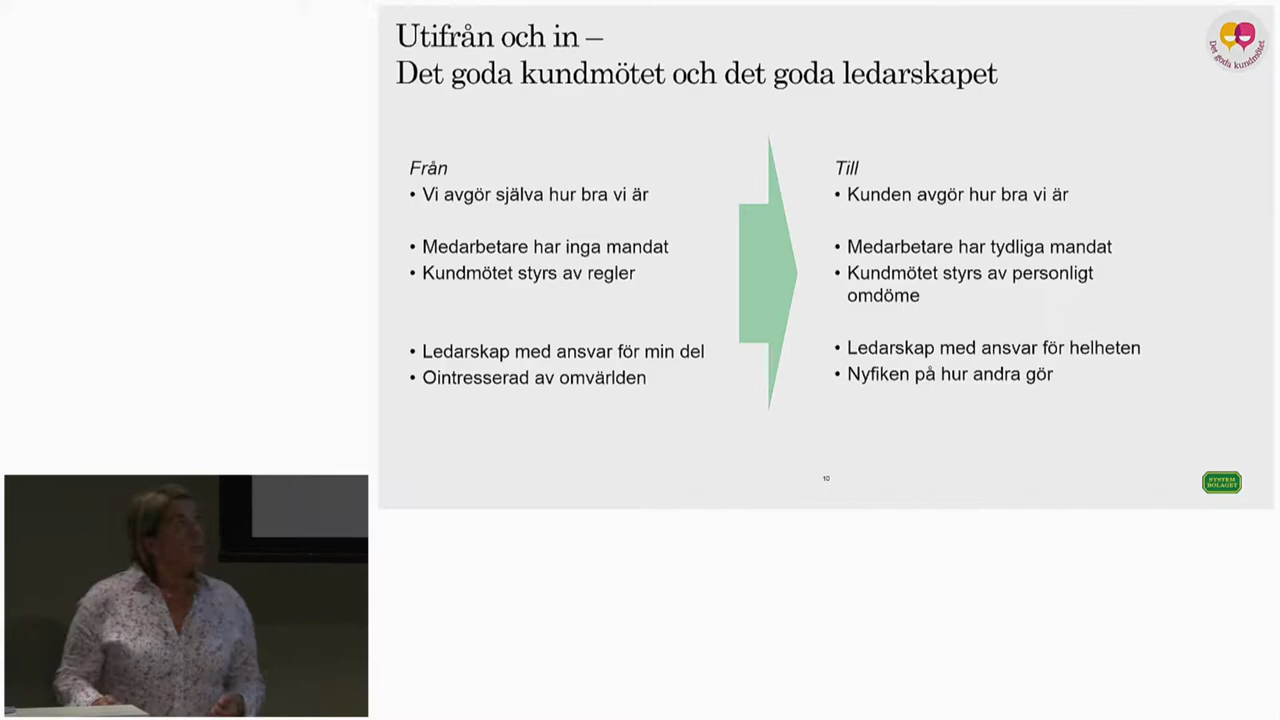 Utifrån och in –
Det goda kundmötet och det goda ledarskapet
Det goda kundmötet
Från
• Vi avgör själva hur bra vi är
• Medarbetare har inga mandat
• Kundmötet styrs av regler
• Ledarskap med ansvar för min del
• Ointresserad av omvärlden
Till
• Kunden avgör hur bra vi är
• Medarbetare har tydliga mandat
• Kundmötet styrs av personligt
omdöme
• Ledarskap med ansvar för helheten
• Nyfiken på hur andra gör
10
SYSTEM
BOLAGET